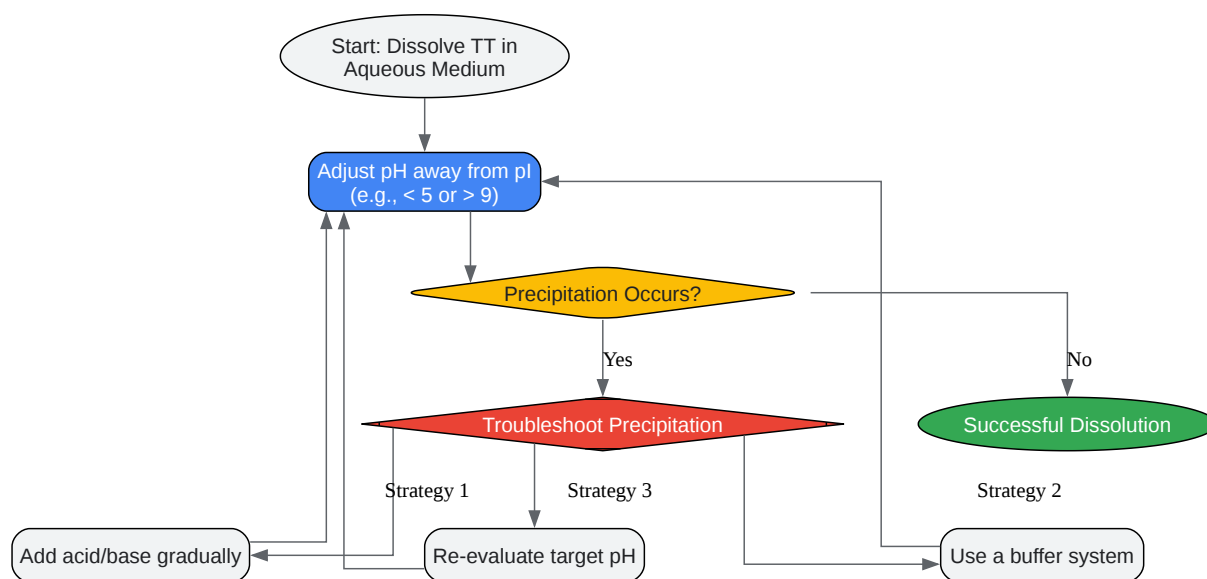 Start: Dissolve TT in
Aqueous Medium
Adjust pH away from pI
(e.g., < 5 or > 9)
Precipitation Occurs?
Yes
No
Troubleshoot Precipitation
Successful Dissolution
Strategy 1
Strategy 3
Strategy 2
Add acid/base gradually
Re-evaluate target pH
Use a buffer system